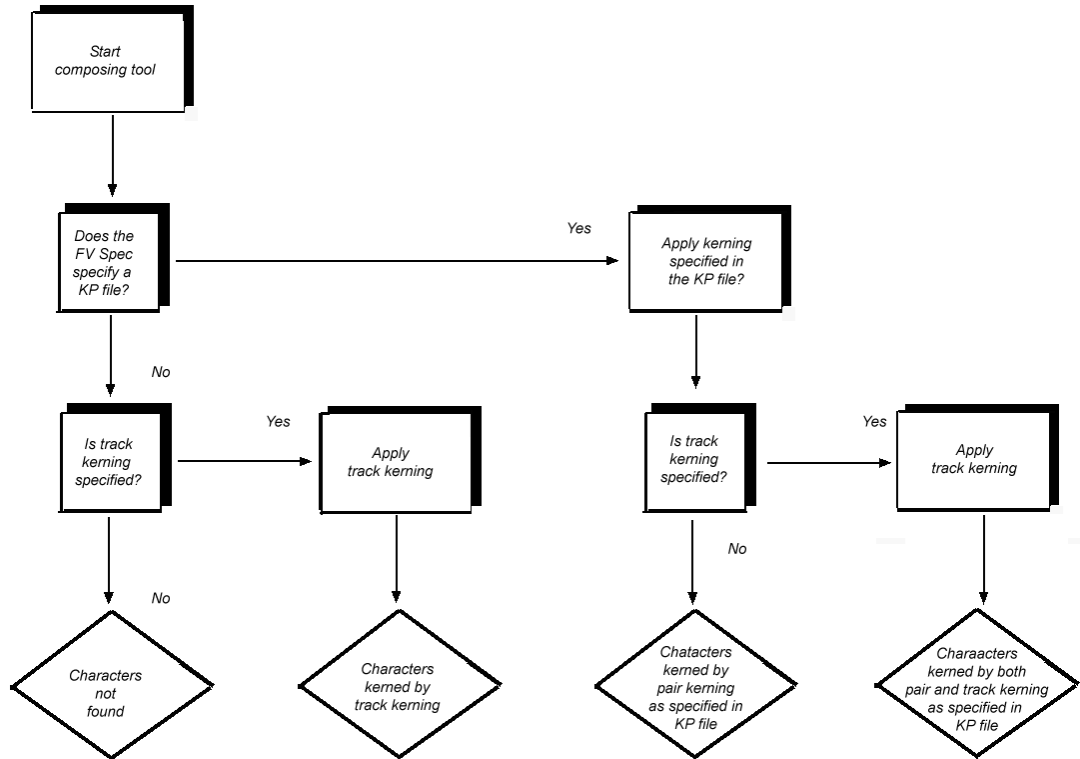 Start
composing tool
Does the
FV Spec
specify a
KP file?
Yes
Apply kerning
specified in
the KP file?
No
Is track
kerning
specified?
Yes
Apply
track kerning
Is track
kerning
specified?
Yes
Apply
track kerning
No
No
Characters
not
found
Characters
kerned by
track kerning
Chatacters
kerned by
pair kerning
as specified in
KP file
Charaacters
kerned by both
pair and track kerning
as specified in
KP file